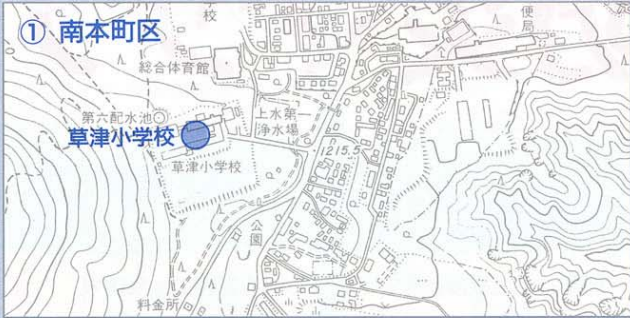 ① 南本町区
校
便局
総合体育館
第六配水池
上水第一
浄水場
草津小学校
草津小学校
1215.5
公園
料金所